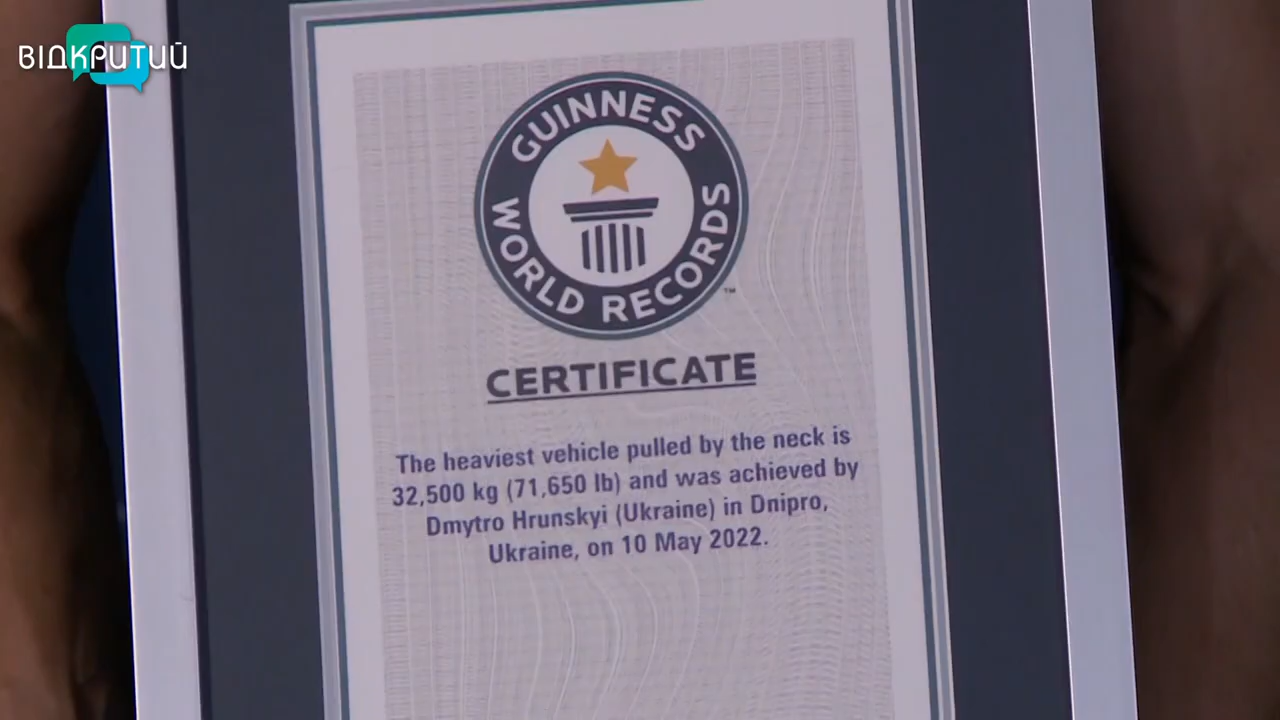 ВІДКРИТИЙ
GUINNESS
WORLD RECORDS
™
CERTIFICATE
The heaviest vehicle pulled by the neck is
32,500 kg (71,650 lb) and was achieved by
Dmytro Hrunskyi (Ukraine) in Dnipro,
Ukraine, on 10 May 2022.